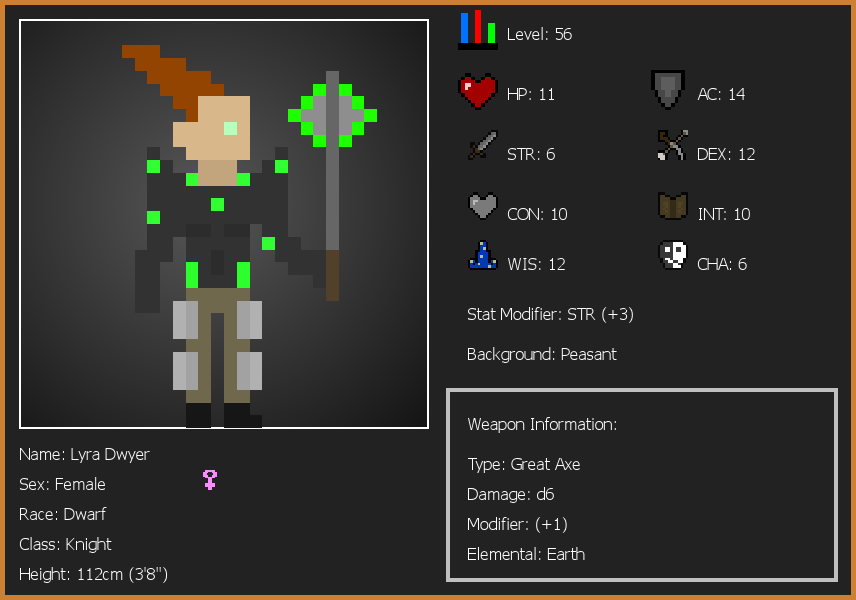 Level: 56
HP: 11
AC: 14
STR: 6
DEX: 12
CON: 10
INT: 10
WIS: 12
CHA: 6
Stat Modifier: STR (+3)
Background: Peasant
Weapon Information:
Type: Great Axe
Damage: d6
Modifier: (+1)
Elemental: Earth
Name: Lyra Dwyer
Sex: Female
Race: Dwarf
Class: Knight
Height: 112cm (3'8")